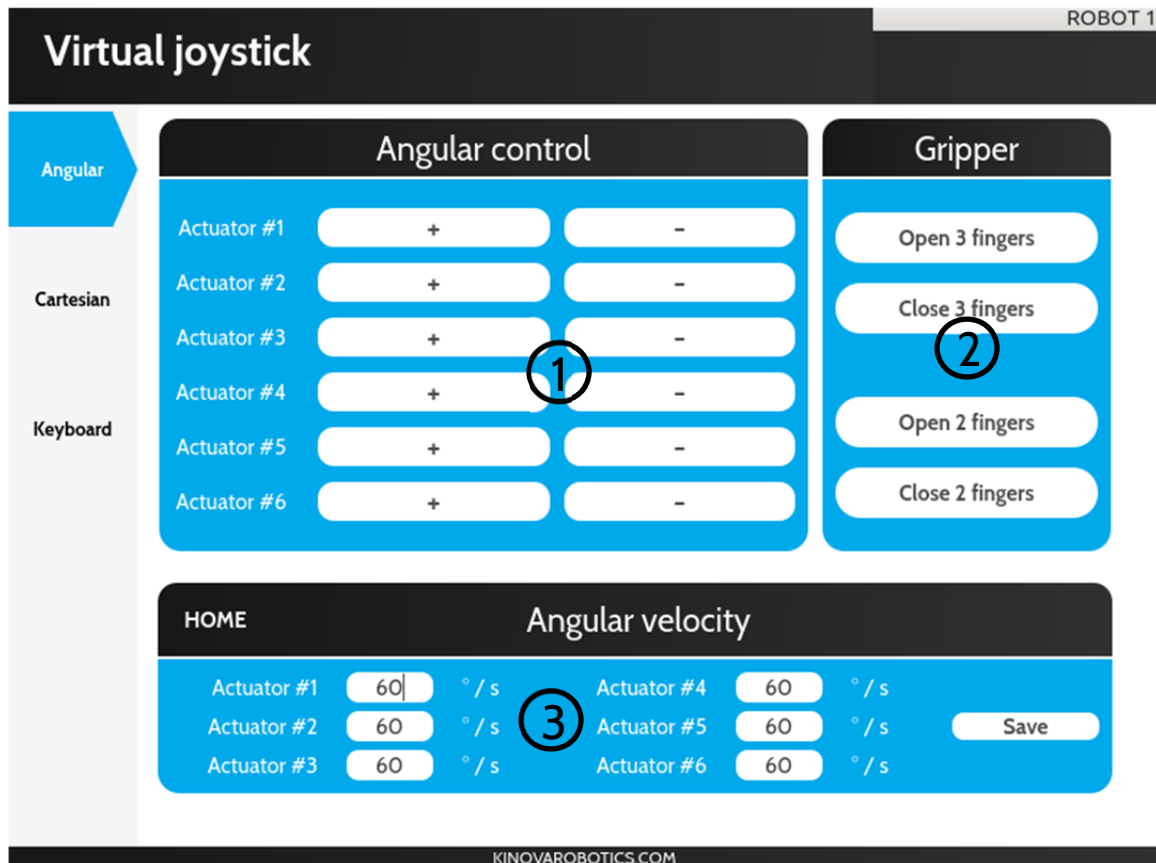 ROBOT 1
Virtual joystick
Angular
Cartesian
Keyboard
Angular control
Actuator #1 + -
Actuator #2 + -
Actuator #3 + -
Actuator #4 + -
Actuator #5 + -
Actuator #6 + -
1
Gripper
Open 3 fingers
Close 3 fingers
2
Open 2 fingers
Close 2 fingers
HOME Angular velocity
Actuator #1 60 °/ s Actuator #4 60 °/ s
Actuator #2 60 °/ s 3 Actuator #5 60 °/ s Save
Actuator #3 60 °/ s Actuator #6 60 °/ s
KINOVAROBOTICS.COM